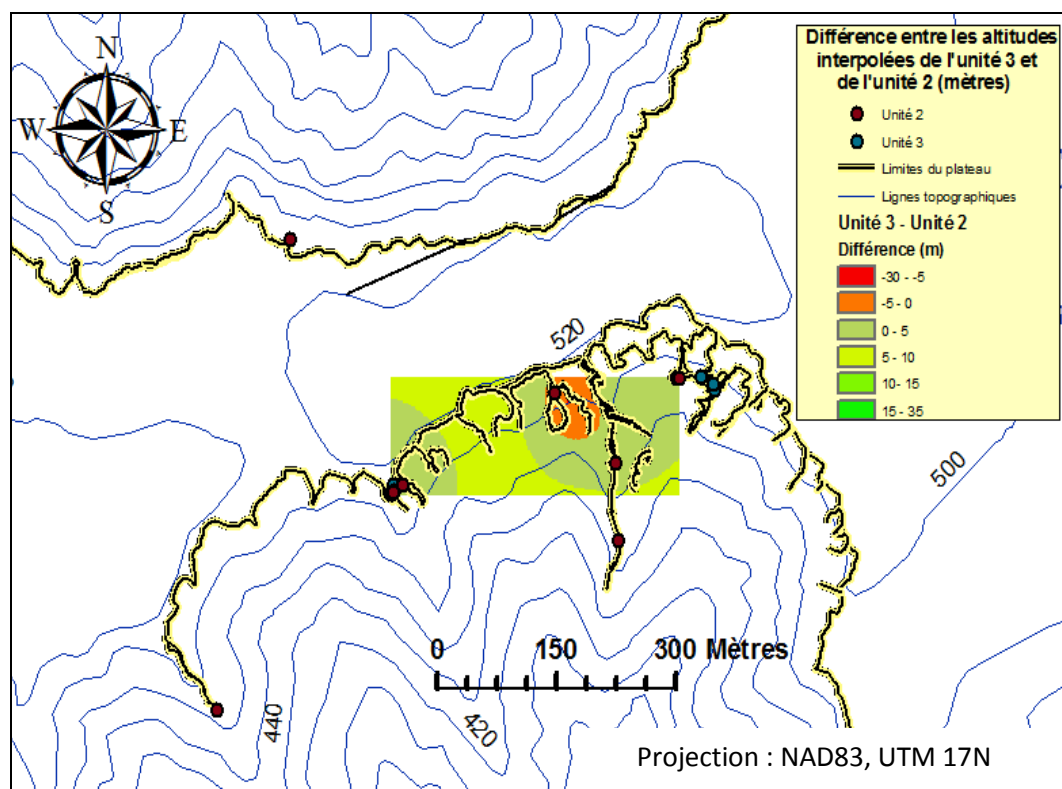 N
W
E
S
Différence entre les altitudes
interpolées de l'unité 3 et
de l'unité 2 (mètres)
Unité 2
Unité 3
Limites du plateau
Lignes topographiques
Unité 3 - Unité 2
Différence (m)
-30 - -5
-5 - 0
0 - 5
5 - 10
10 - 15
15 - 35
520
500
0 150 300 Mètres
440
420
Projection : NAD83, UTM 17N